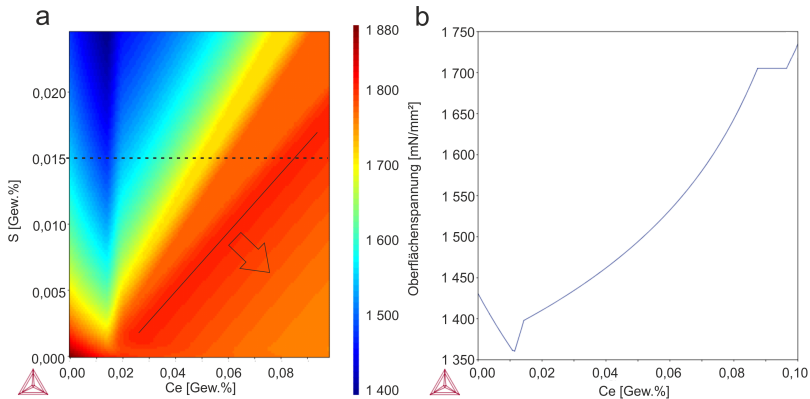 a
S [Gew.%]
0,020
0,015
0,010
0,005
0,000
0,00 0,02 0,04 0,06 0,08
Ce [Gew.%]
1 880
1 800
1 700
1 600
1 500
1 400
Oberflächenspannung [mN/mm²]
b
1 750
1 700
1 650
1 600
1 550
1 500
1 450
1 400
1 350
0,00 0,02 0,04 0,06 0,08 0,10
Ce [Gew.%]